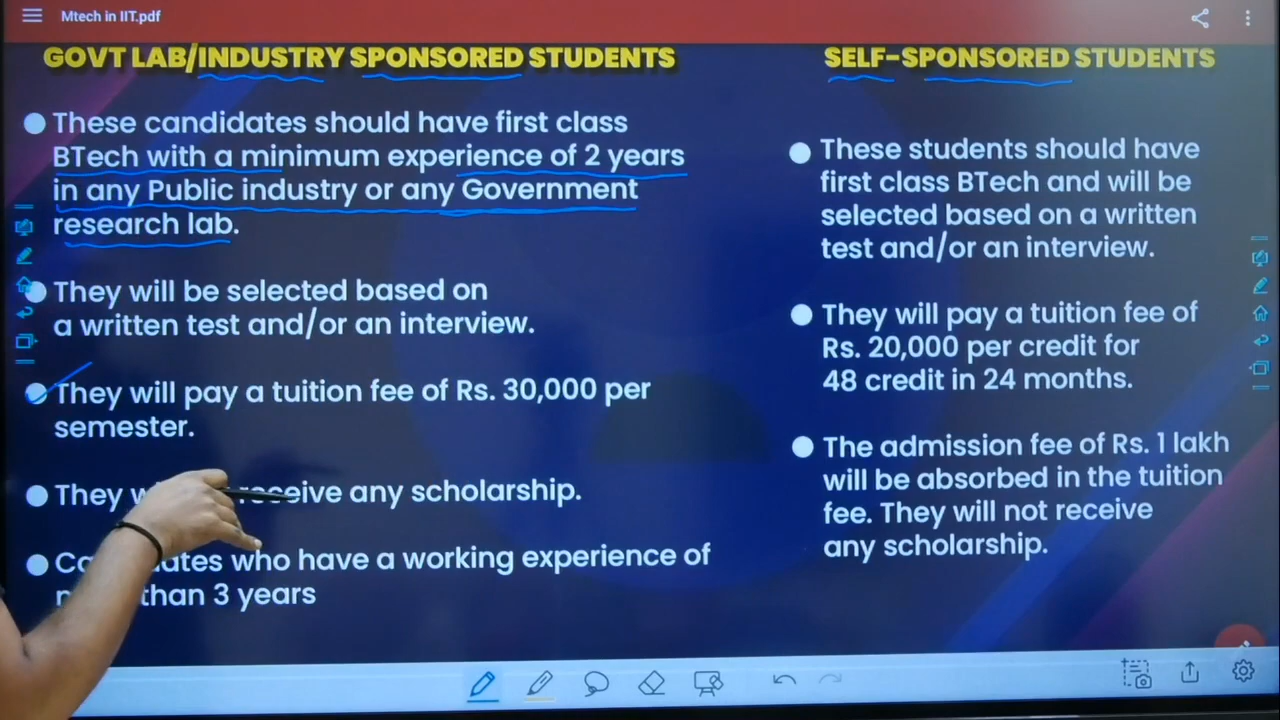 Mtech in IIT.pdf
GOVT LAB/INDUSTRY SPONSORED STUDENTS
These candidates should have first class
BTech with a minimum experience of 2 years
in any Public industry or any Government
research lab.
They will be selected based on
a written test and/or an interview.
They will pay a tuition fee of Rs. 30,000 per
semester.
They receive any scholarship.
who have a working experience of
than 3 years
SELF-SPONSORED STUDENTS
These students should have
first class BTech and will be
selected based on a written
test and/or an interview.
They will pay a tuition fee of
Rs. 20,000 per credit for
48 credit in 24 months.
The admission fee of Rs. 1 lakh
will be absorbed in the tuition
fee. They will not receive
any scholarship.